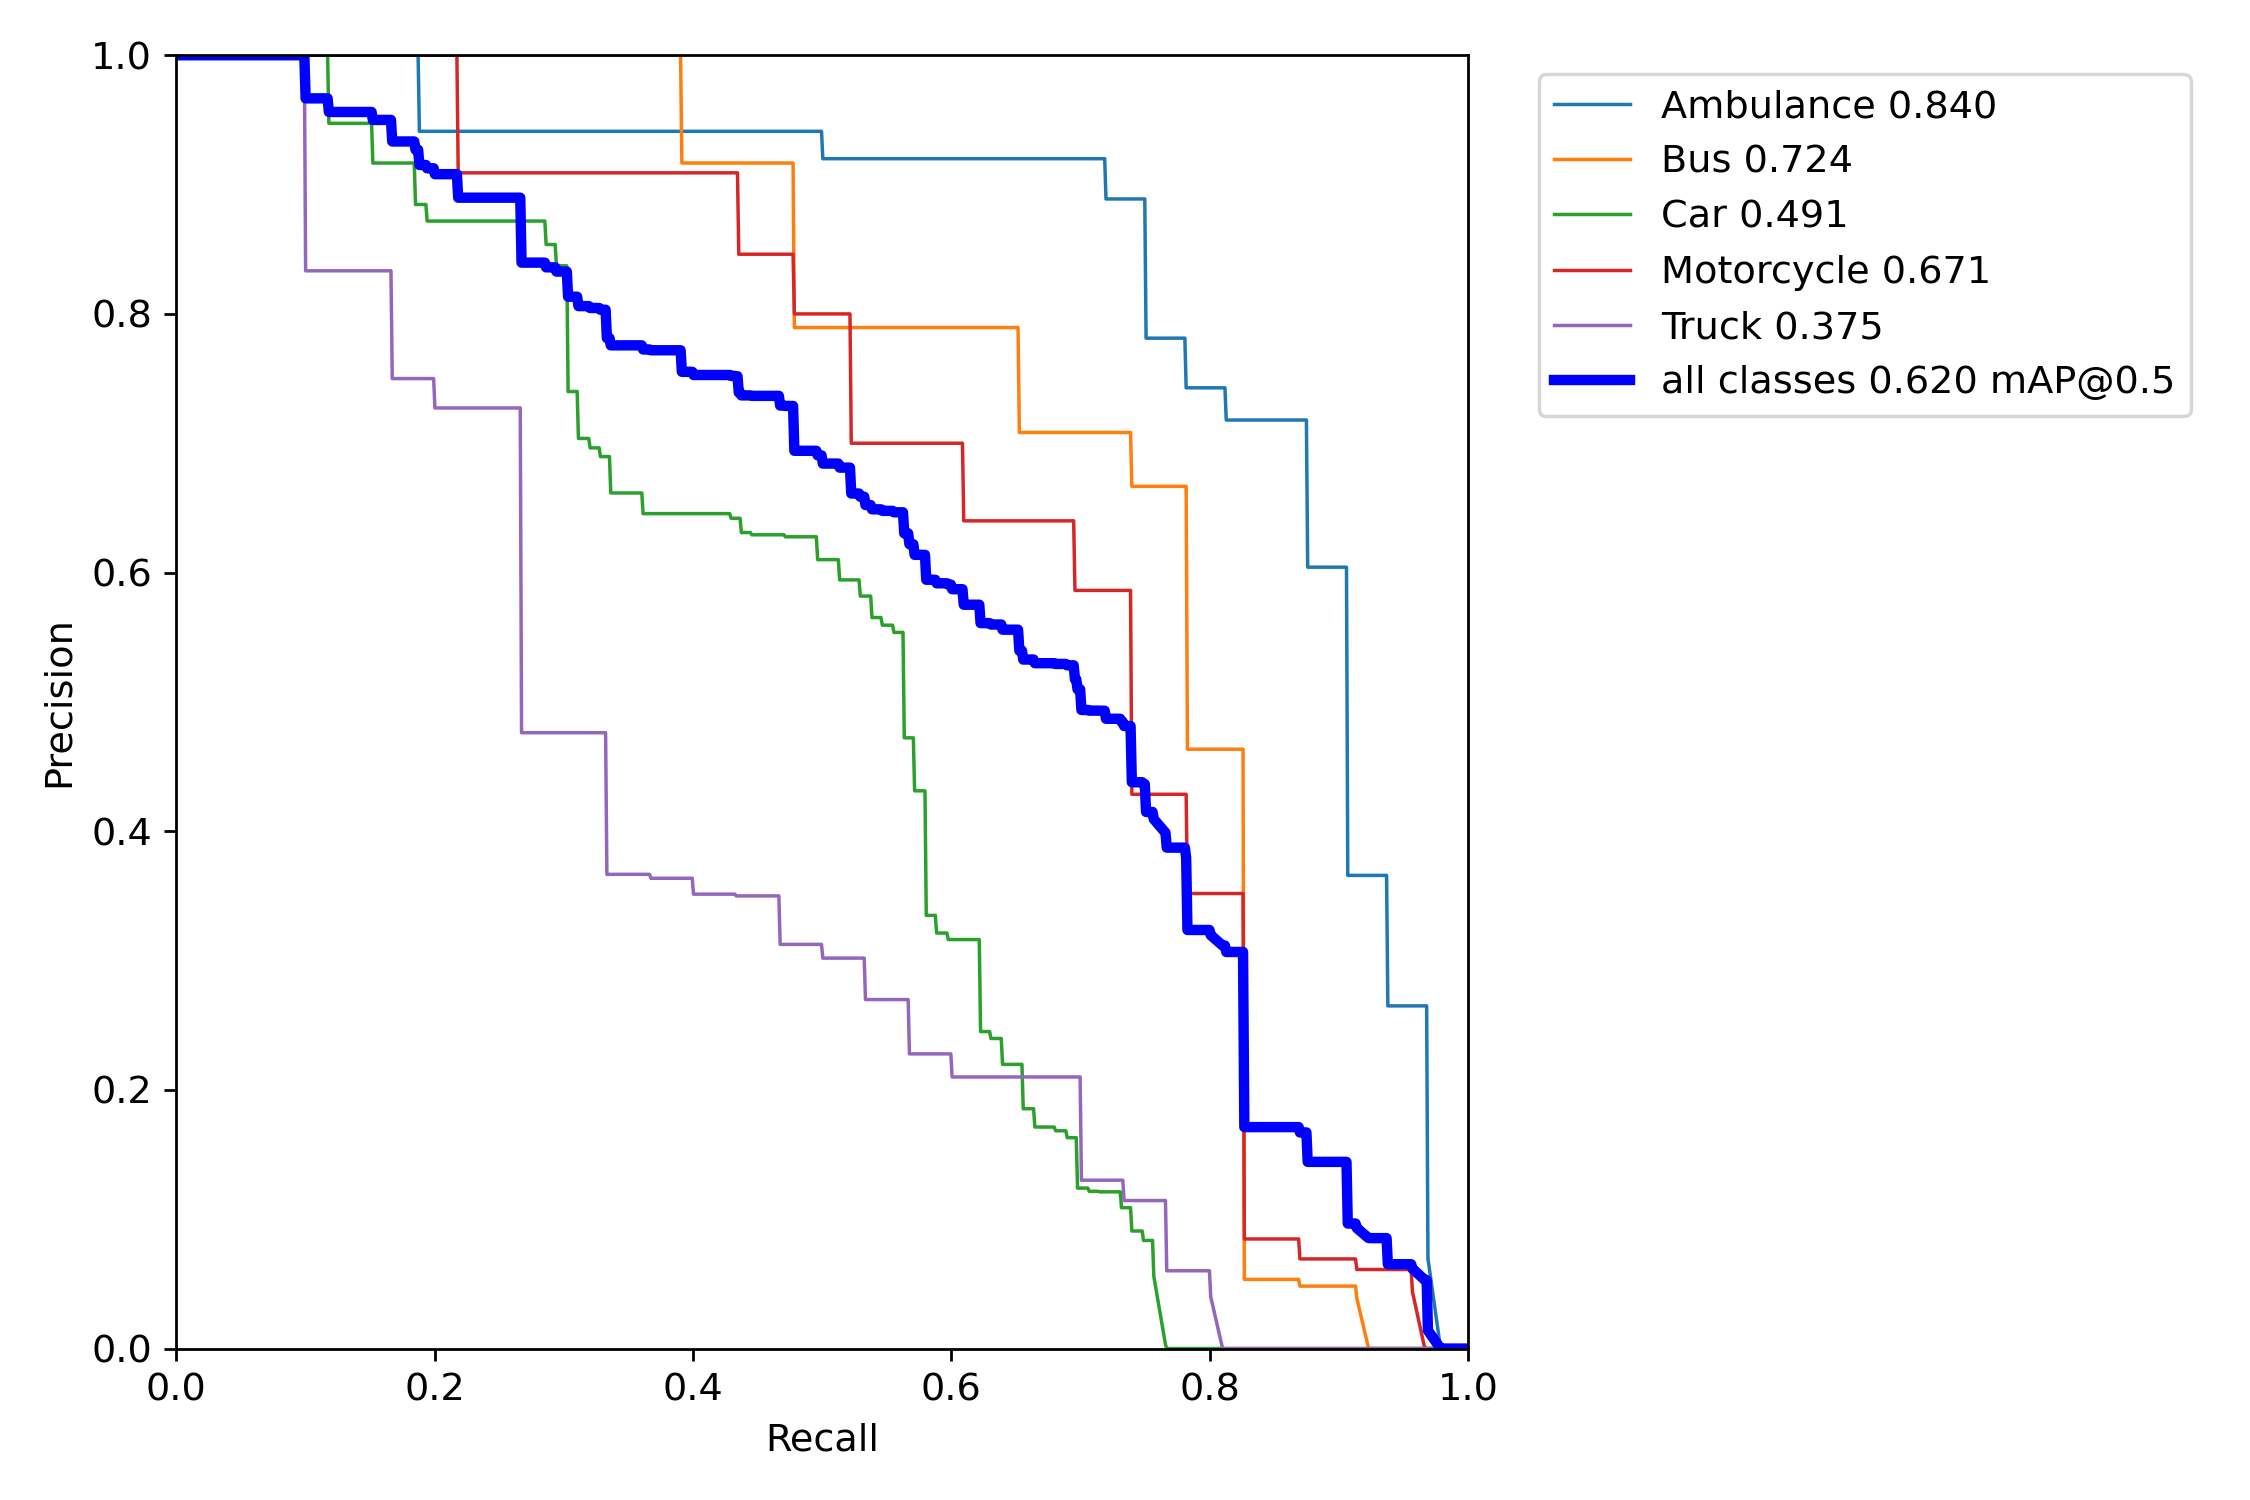 1.0
0.8
0.6
0.4
0.2
0.0
Precision
0.0 0.2 0.4 0.6 0.8 1.0
Recall
Ambulance 0.840
Bus 0.724
Car 0.491
Motorcycle 0.671
Truck 0.375
all classes 0.620 mAP@0.5